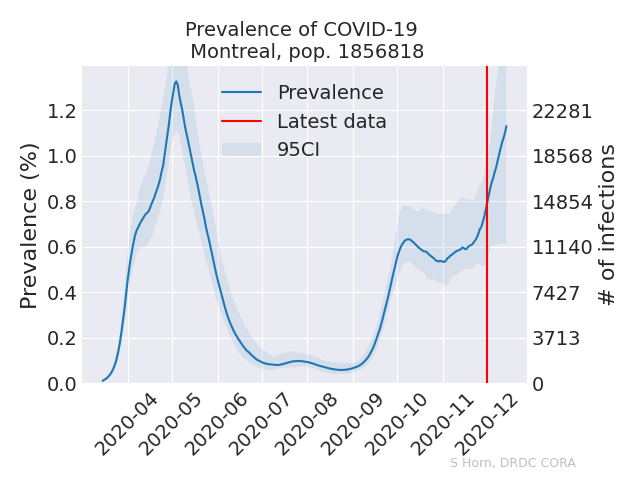 Prevalence of COVID-19
Montreal, pop. 1856818
Prevalence
Latest data
95CI
Prevalence (%)
1.2
1.0
0.8
0.6
0.4
0.2
0.0
22281
18568
14854
11140
7427
3713
0
# of infections
2020-04
2020-05
2020-06
2020-07
2020-08
2020-09
2020-10
2020-11
2020-12
S Horn, DRDC CORA